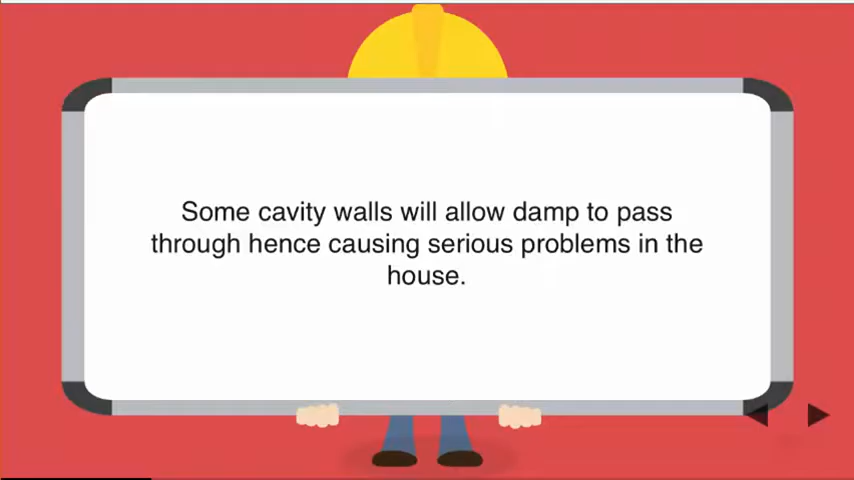 Some cavity walls will allow damp to pass
through hence causing serious problems in the
house.